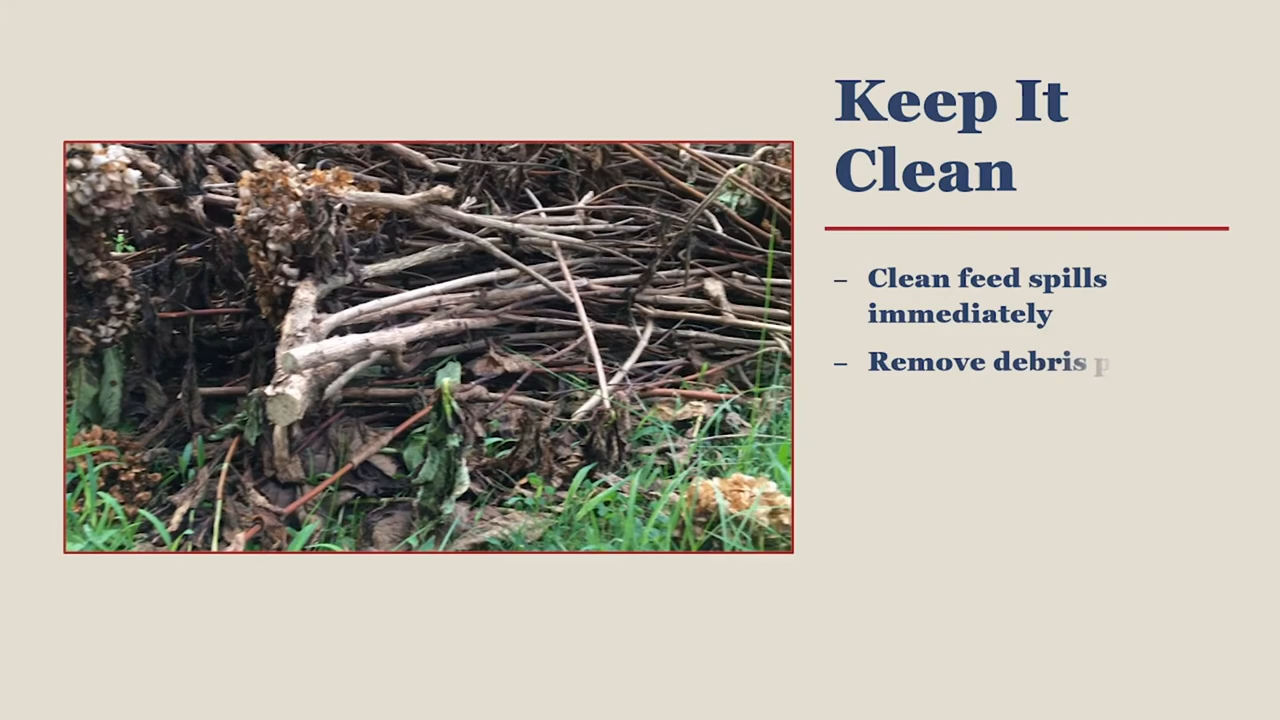 Keep It
Clean
– Clean feed spills
immediately
– Remove debris p